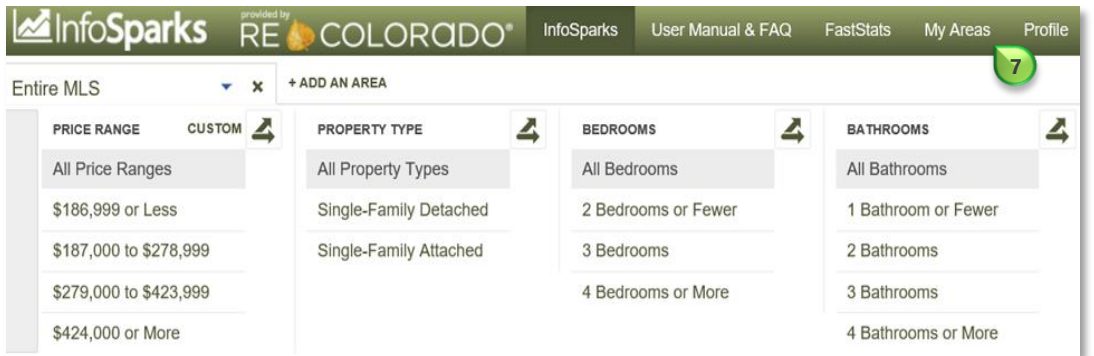 InfoSparks provided by RECOLORADO® InfoSparks User Manual & FAQ FastStats My Areas Profile
7
Entire MLS × + ADD AN AREA
PRICE RANGE CUSTOM PROPERTY TYPE BEDROOMS BATHROOMS
All Price Ranges All Property Types All Bedrooms All Bathrooms
$186,999 or Less Single-Family Detached 2 Bedrooms or Fewer 1 Bathroom or Fewer
$187,000 to $278,999 Single-Family Attached 3 Bedrooms 2 Bathrooms
$279,000 to $423,999 4 Bedrooms or More 3 Bathrooms
$424,000 or More 4 Bathrooms or More